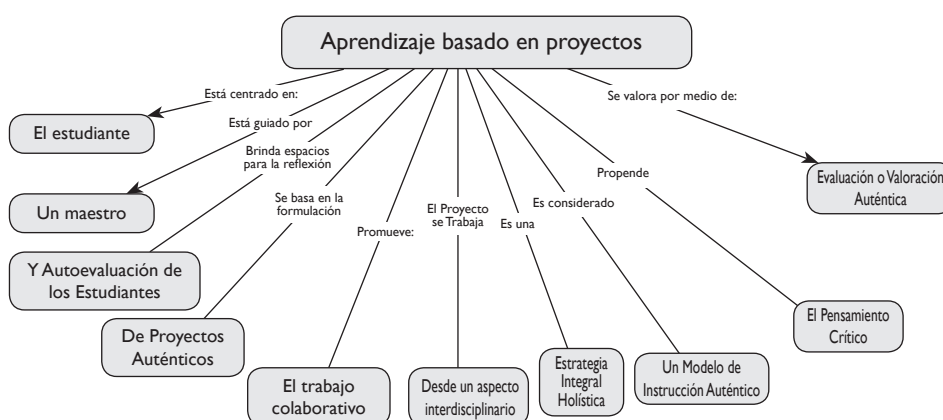 Aprendizaje basado en proyectos
Está centrado en:
El estudiante
Está guiado por
Un maestro
Brinda espacios
para la reflexión
Y Autoevaluación de
los Estudiantes
Se basa en la
formulación
De Proyectos
Auténticos
Promueve:
El trabajo
colaborativo
El Proyecto
se Trabaja
Desde un aspecto
interdisciplinario
Es una
Estrategia
Integral
Holística
Es considerado
Un Modelo de
Instrucción Auténtico
Propende
El Pensamiento
Crítico
Se valora por medio de:
Evaluación o Valoración
Auténtica